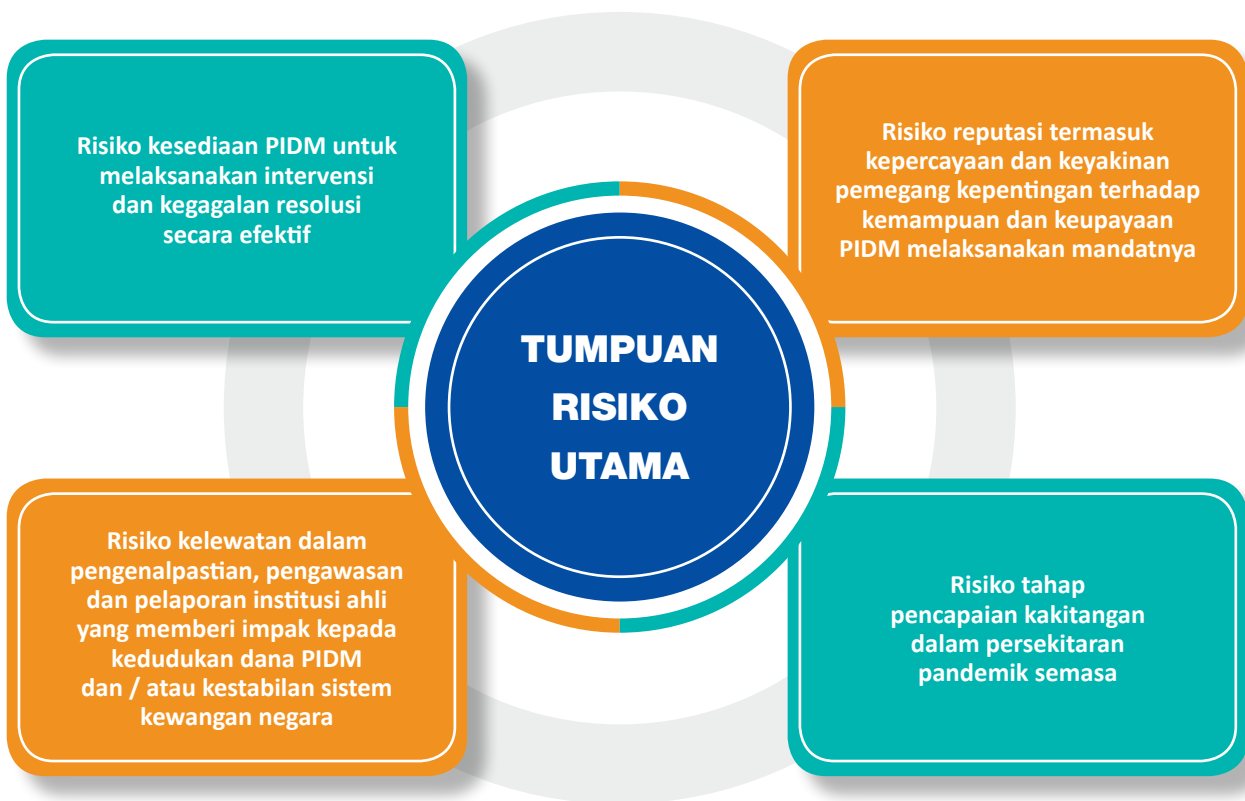 Risiko kesediaan PIDM untuk
melaksanakan intervensi
dan kegagalan resolusi
secara efektif
Risiko reputasi termasuk
kepercayaan dan keyakinan
pemegang kepentingan terhadap
kemampuan dan keupayaan
PIDM melaksanakan mandatnya
TUMPUAN
RISIKO
UTAMA
Risiko kelewatan dalam
pengenalpastian, pengawasan
dan pelaporan institusi ahli
yang memberi impak kepada
kedudukan dana PIDM
dan / atau kestabilan sistem
kewangan negara
Risiko tahap
pencapaian kakitangan
dalam persekitaran
pandemik semasa